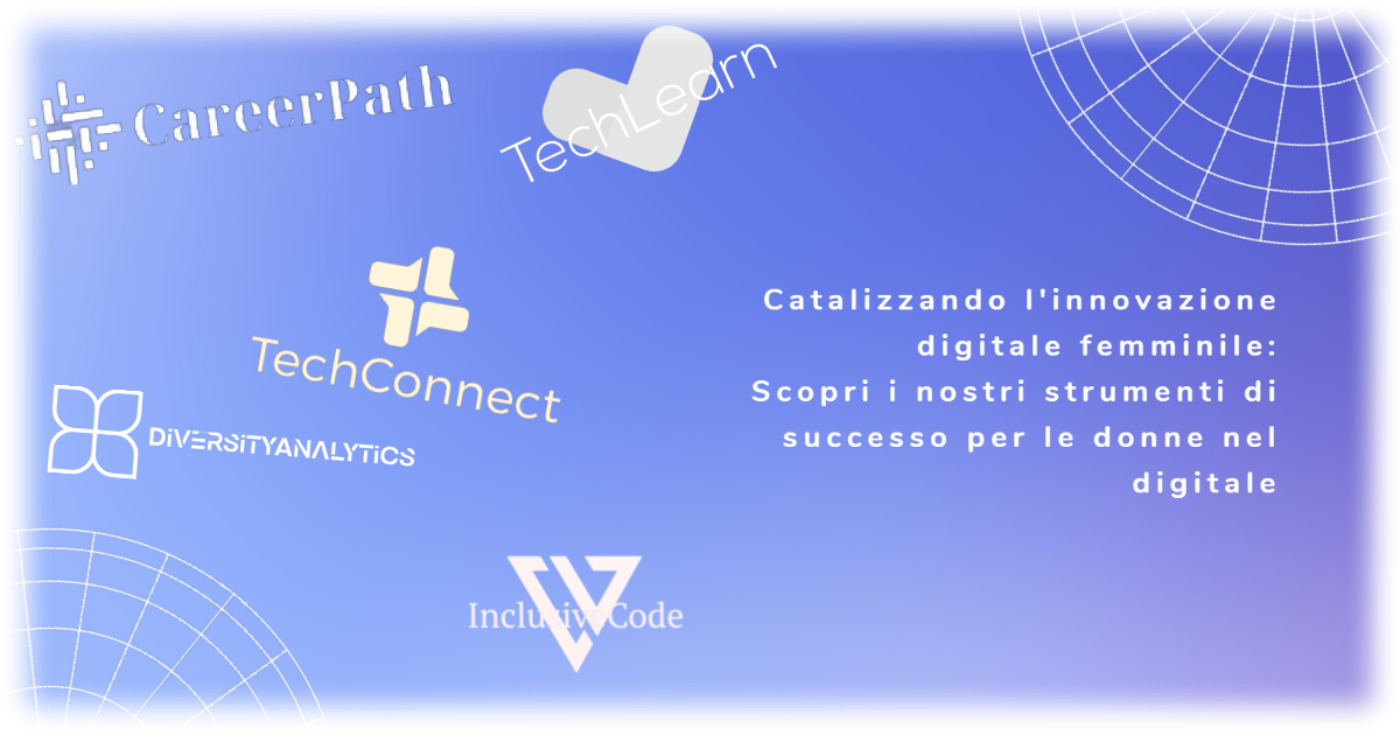 CareerPath
TechLearn
TechConnect
DiVERSiTYANALYTiCS
InclusiveCode
Catalizzando l'innovazione
digitale femminile:
Scopri i nostri strumenti di
successo per le donne nel
digitale